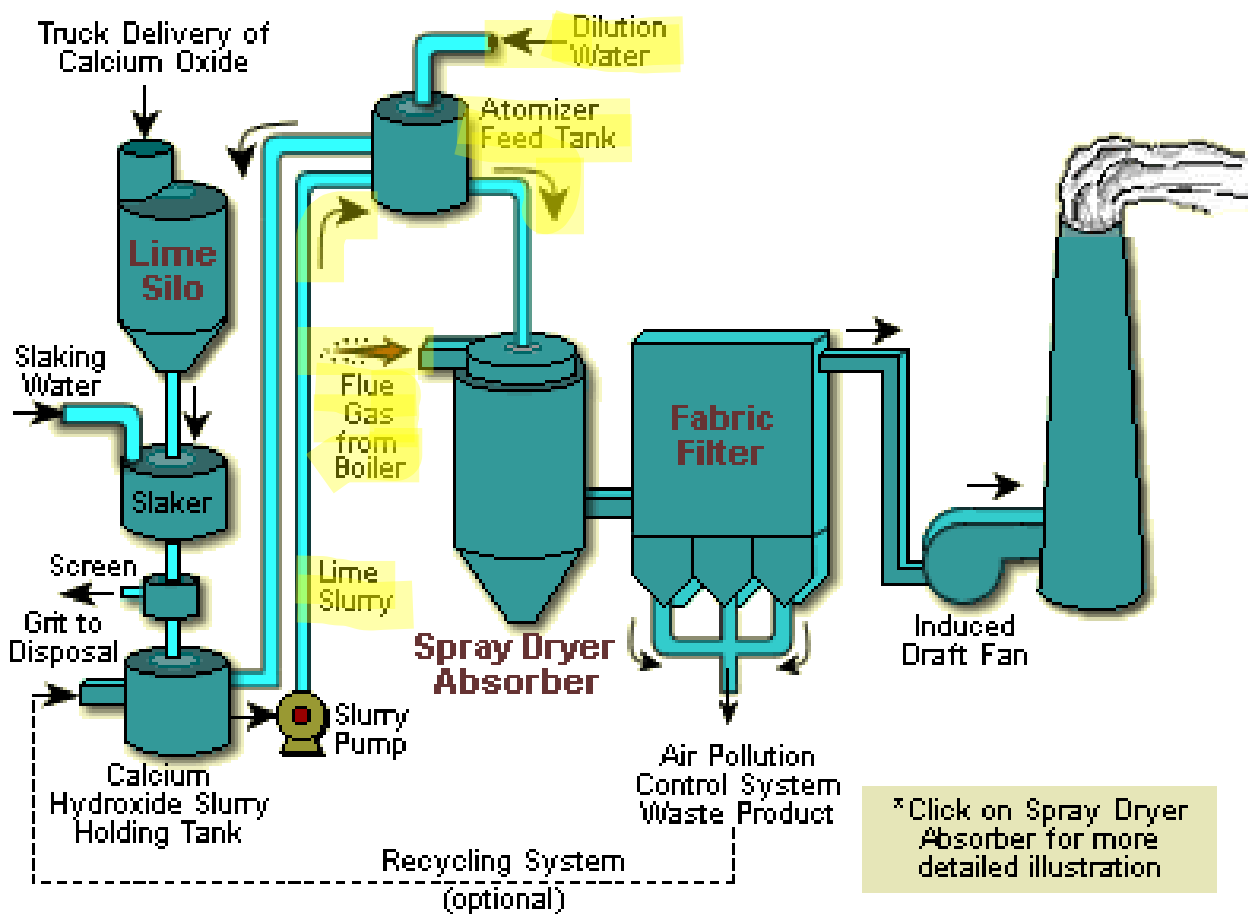 Truck Delivery of
Calcium Oxide
Dilution
Water
Atomizer
Feed Tank
Lime
Silo
Slaking
Water
Flue
Gas
from
Boiler
Fabric
Filter
Slaker
Screen
Lime
Slurry
Grit to
Disposal
Spray Dryer
Absorber
Induced
Draft Fan
Slurry
Pump
Calcium
Hydroxide Slurry
Holding Tank
Air Pollution
Control System
Waste Product
*Click on Spray Dryer
Absorber for more
detailed illustration
Recycling System
(optional)